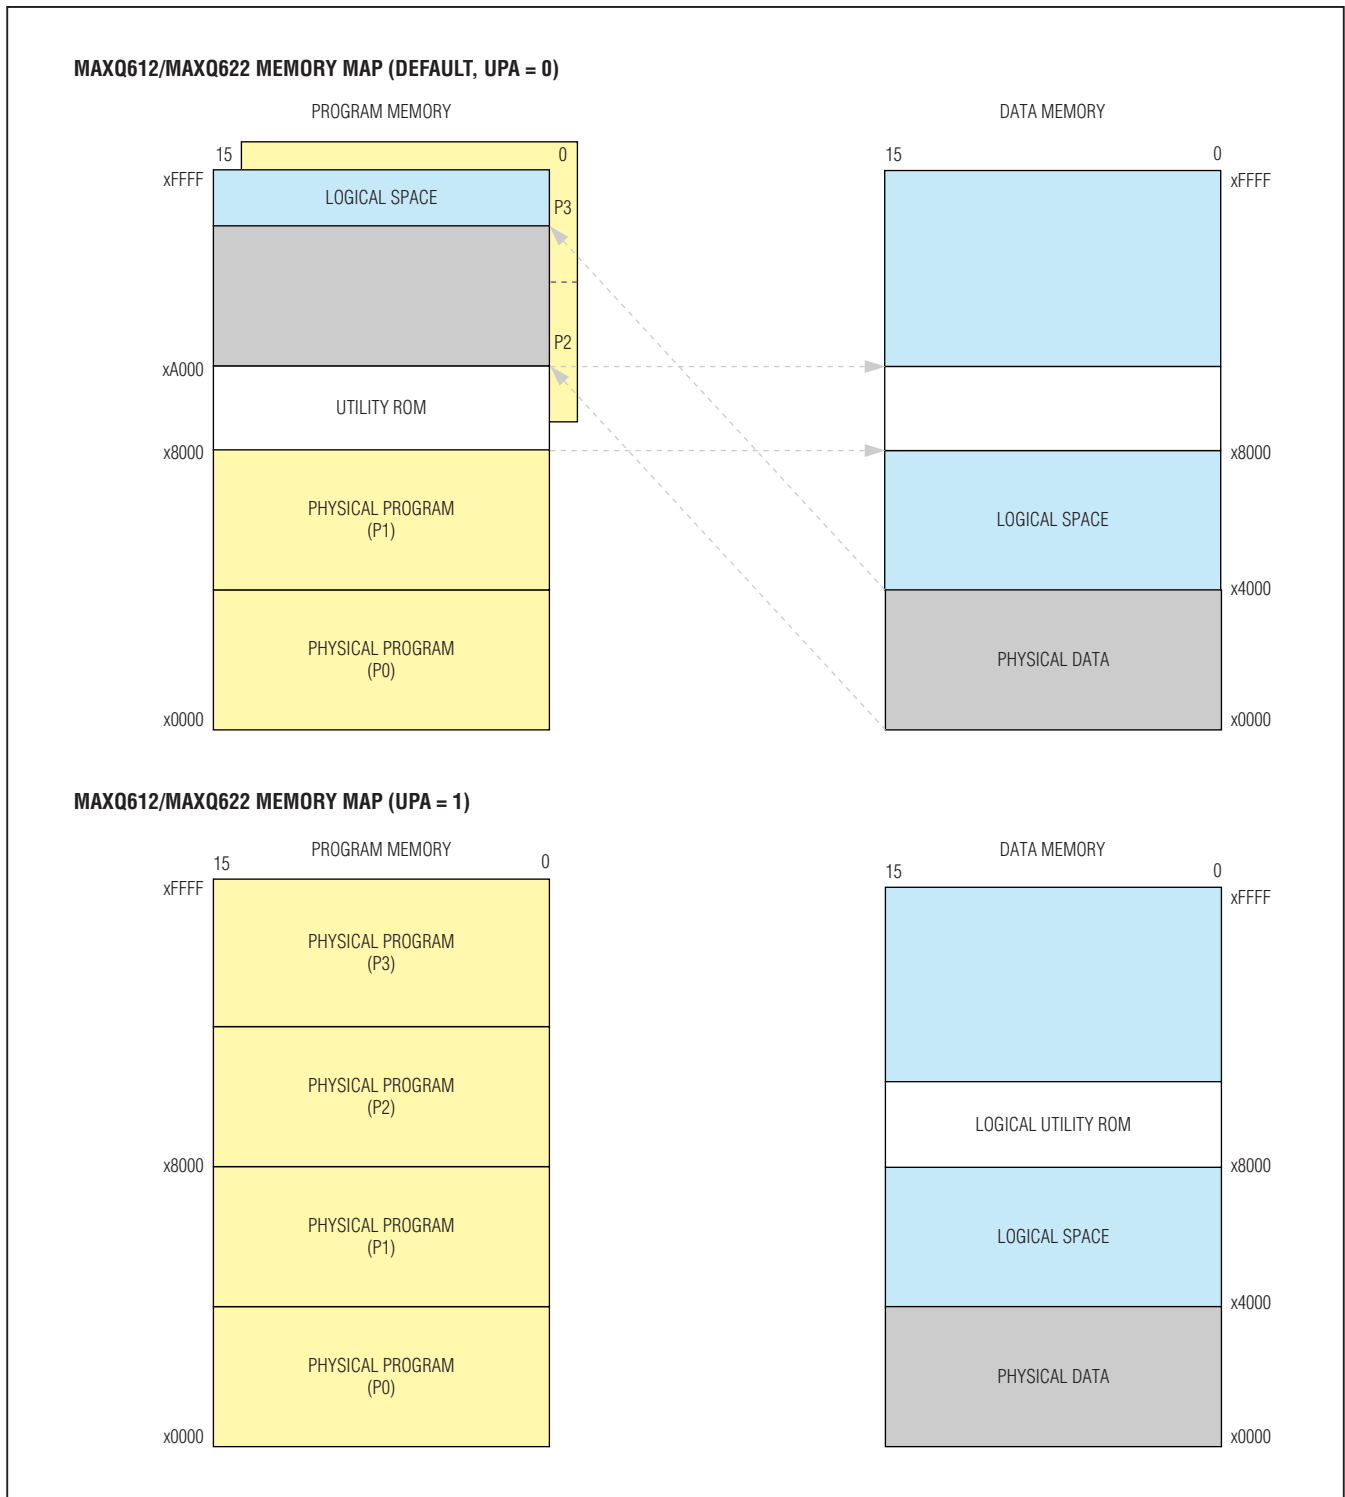 MAXQ612/MAXQ622 MEMORY MAP (DEFAULT, UPA = 0)
PROGRAM MEMORY
15
0
xFFFF
LOGICAL SPACE
P3
P2
xA000
UTILITY ROM
x8000
PHYSICAL PROGRAM
(P1)
PHYSICAL PROGRAM
(P0)
x0000
DATA MEMORY
15
0
xFFFF
x8000
LOGICAL SPACE
x4000
PHYSICAL DATA
x0000
MAXQ612/MAXQ622 MEMORY MAP (UPA = 1)
PROGRAM MEMORY
15
0
xFFFF
PHYSICAL PROGRAM
(P3)
PHYSICAL PROGRAM
(P2)
x8000
PHYSICAL PROGRAM
(P1)
PHYSICAL PROGRAM
(P0)
x0000
DATA MEMORY
15
0
xFFFF
LOGICAL UTILITY ROM
x8000
LOGICAL SPACE
x4000
PHYSICAL DATA
x0000